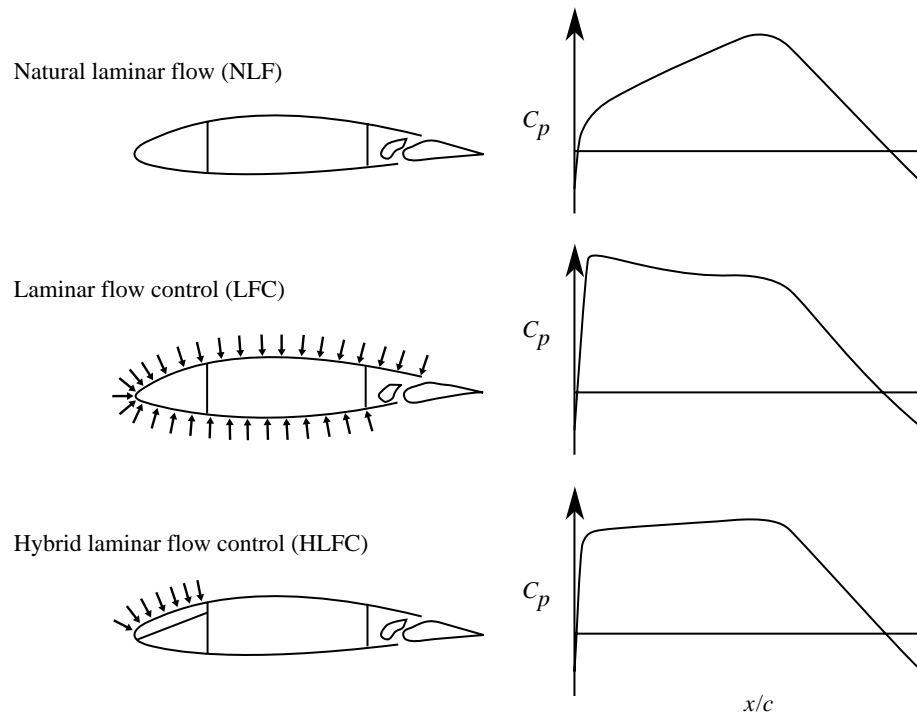 Natural laminar flow (NLF)
C_p
Laminar flow control (LFC)
C_p
Hybrid laminar flow control (HLFC)
C_p
x/c